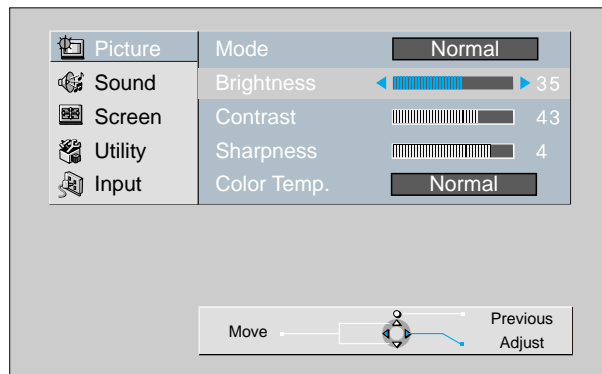 Picture
Sound
Screen
Utility
Input
Mode Normal
Brightness 35
Contrast 43
Sharpness 4
Color Temp. Normal
Move
Previous
Adjust